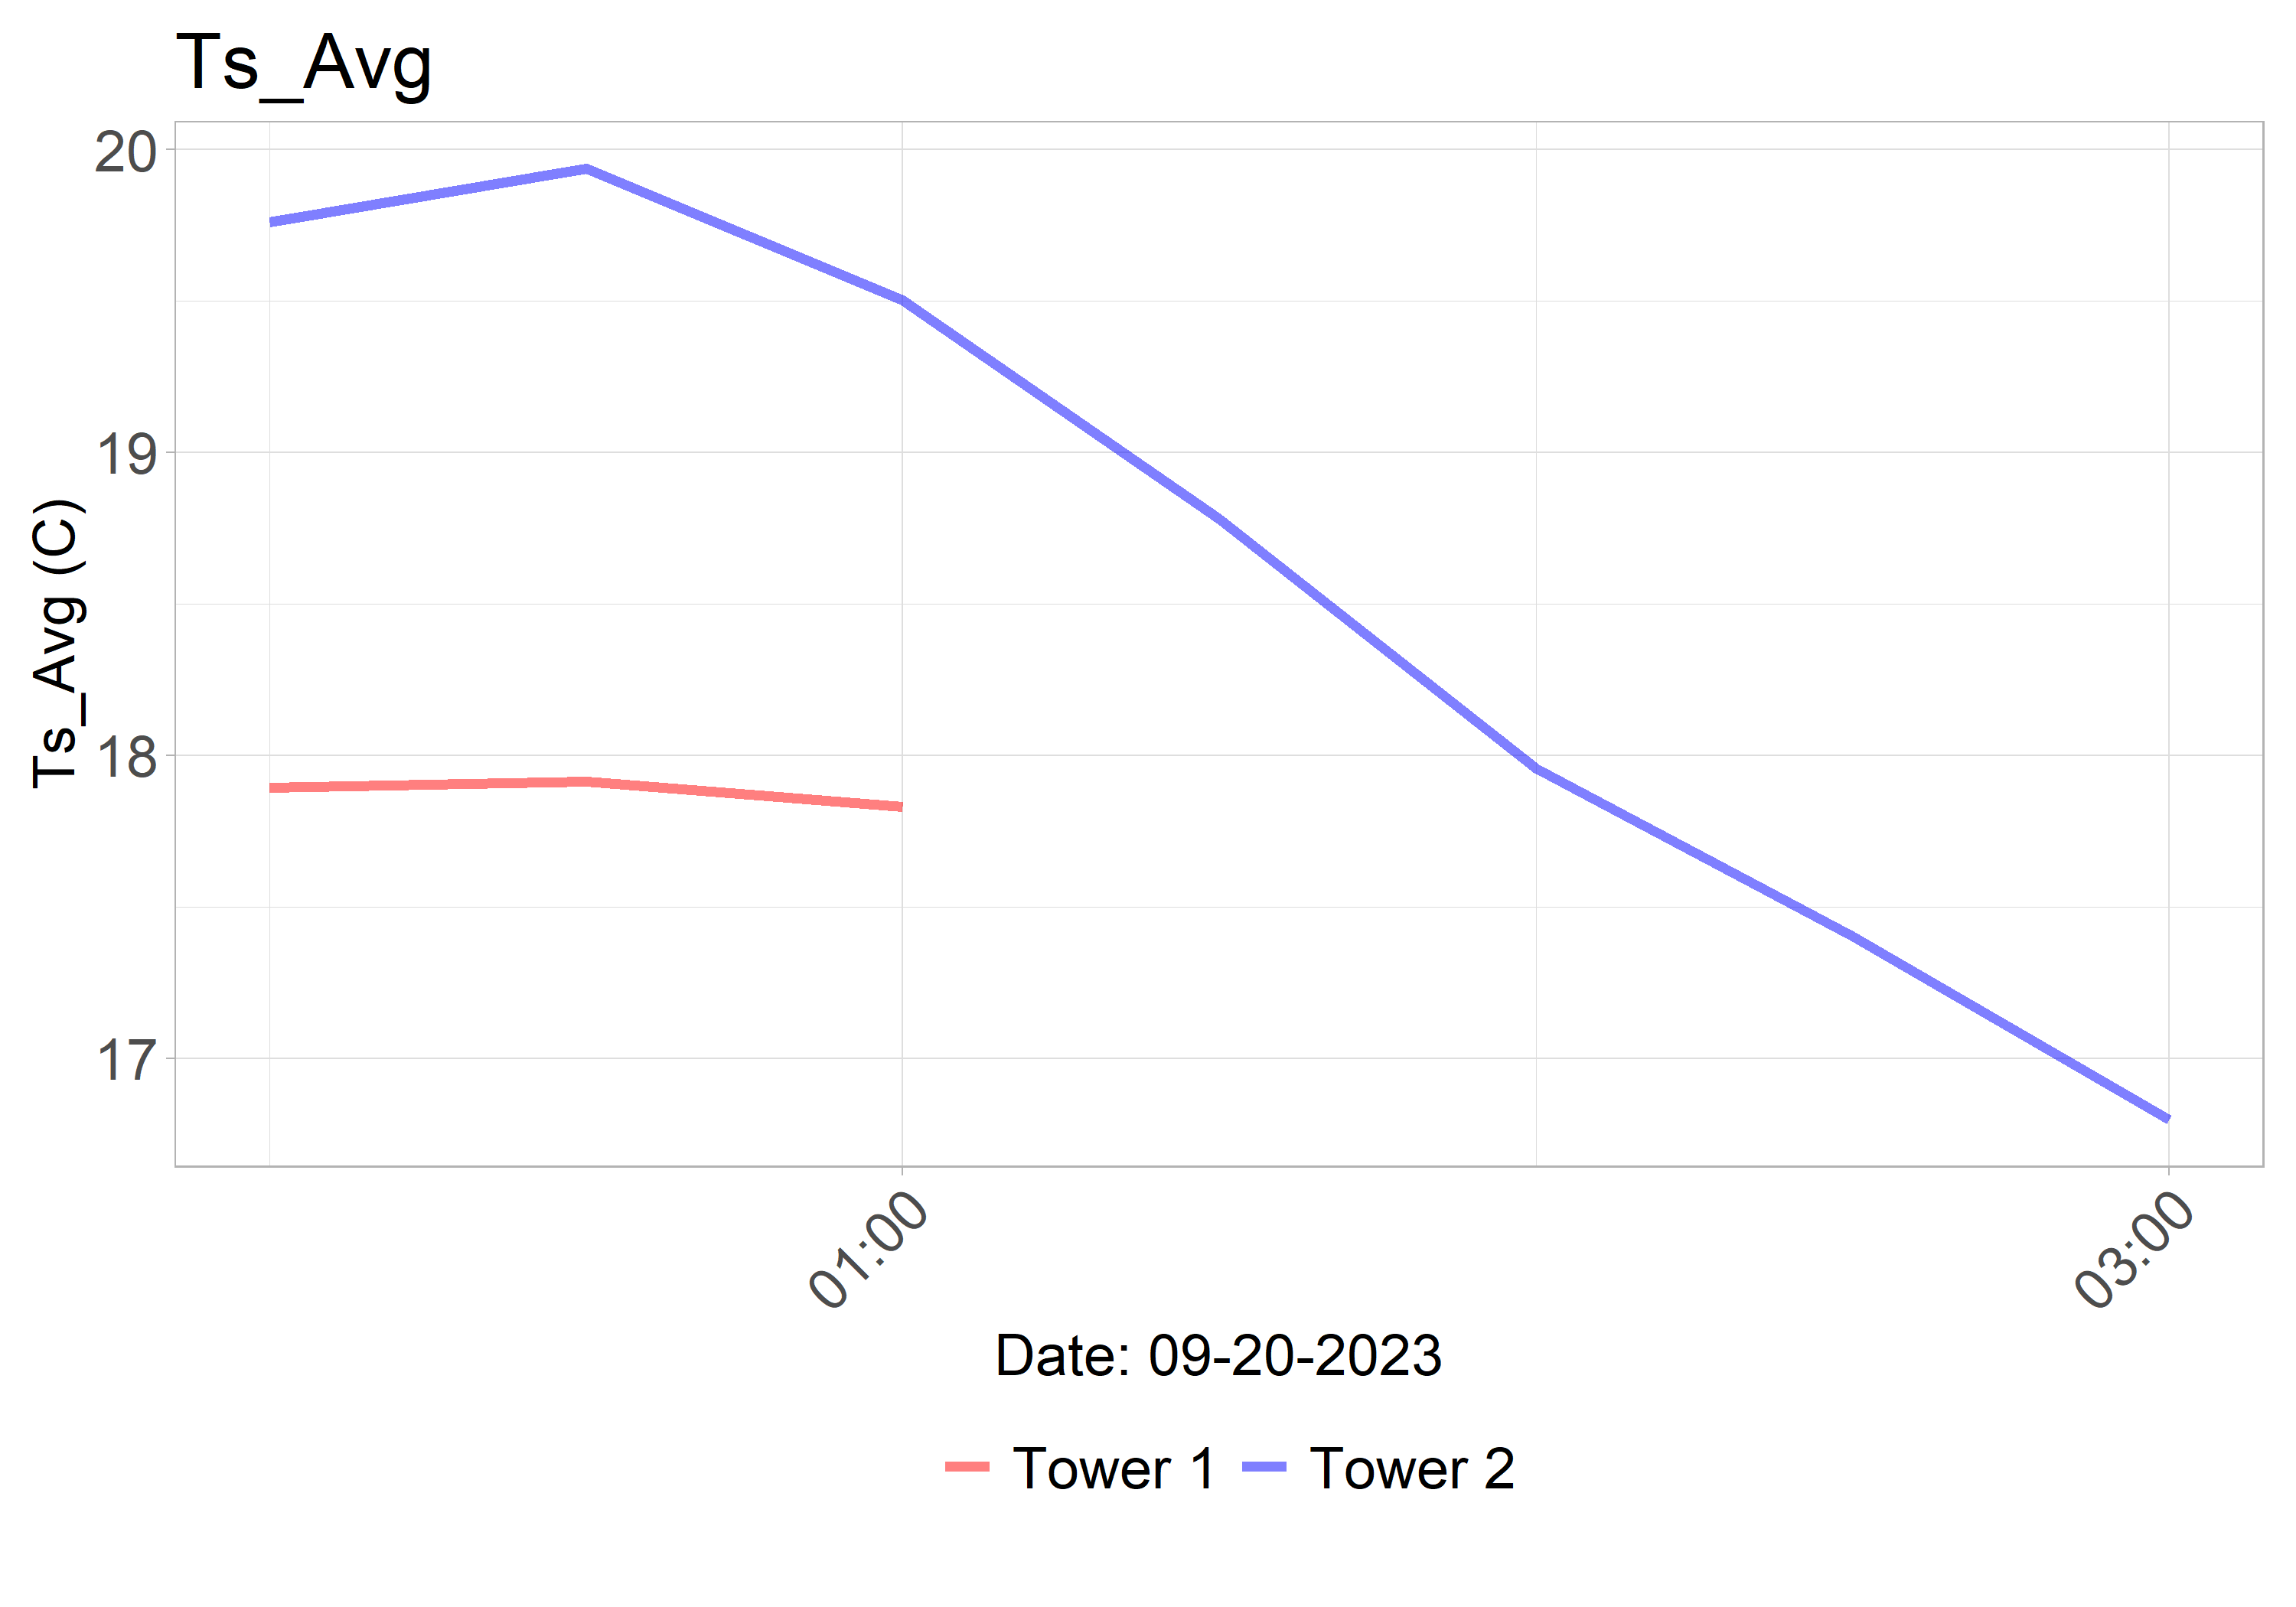 Ts_Avg
Ts_Avg (C)
20
19
18
17
01:00
03:00
Date: 09-20-2023
Tower 1
Tower 2